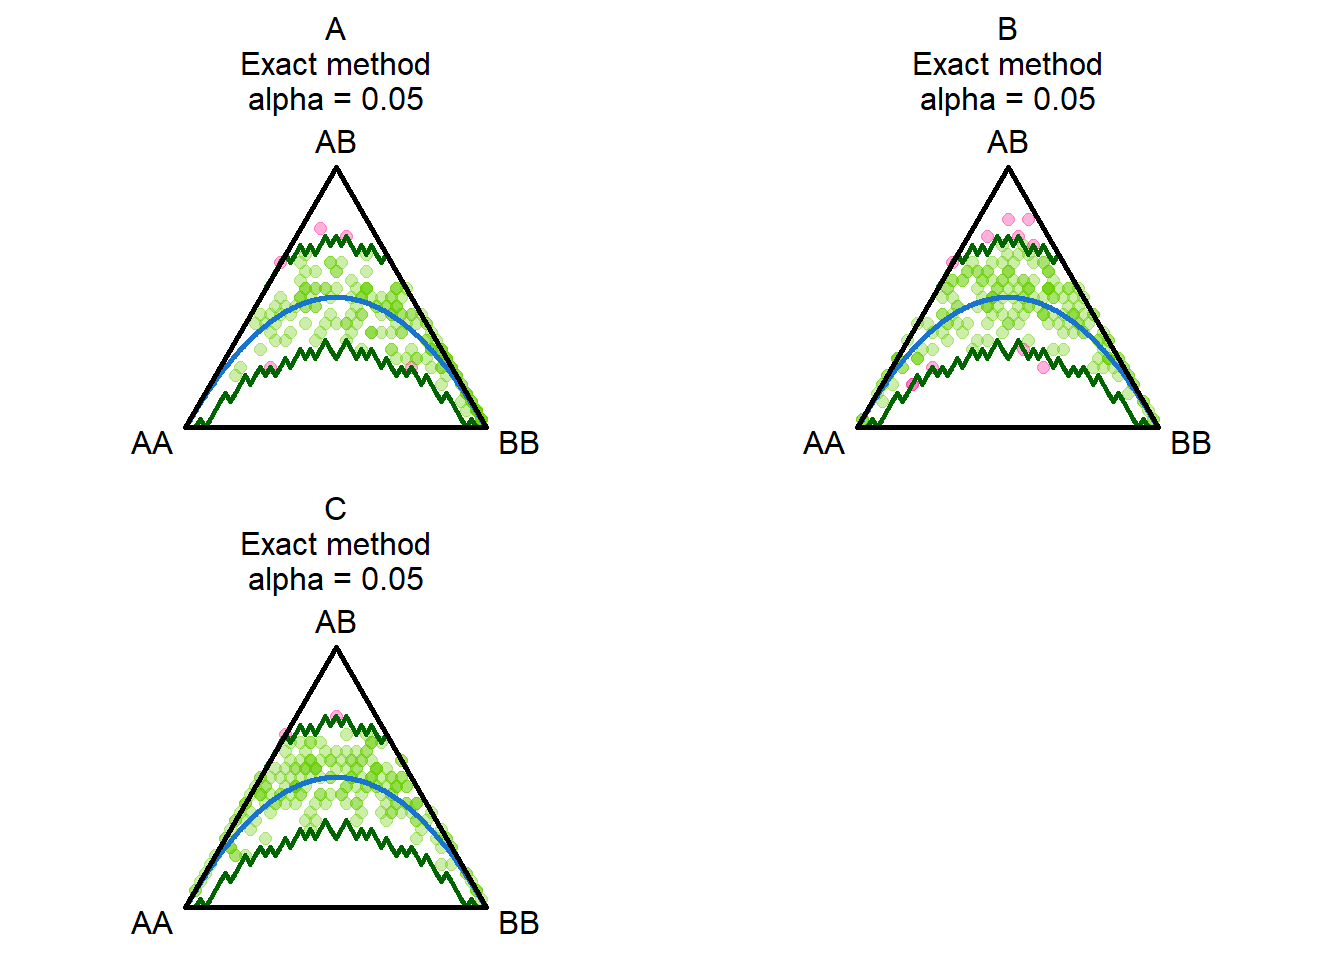 A
Exact method
alpha = 0.05
AB
AA
BB
B
Exact method
alpha = 0.05
AB
AA
BB
C
Exact method
alpha = 0.05
AB
AA
BB